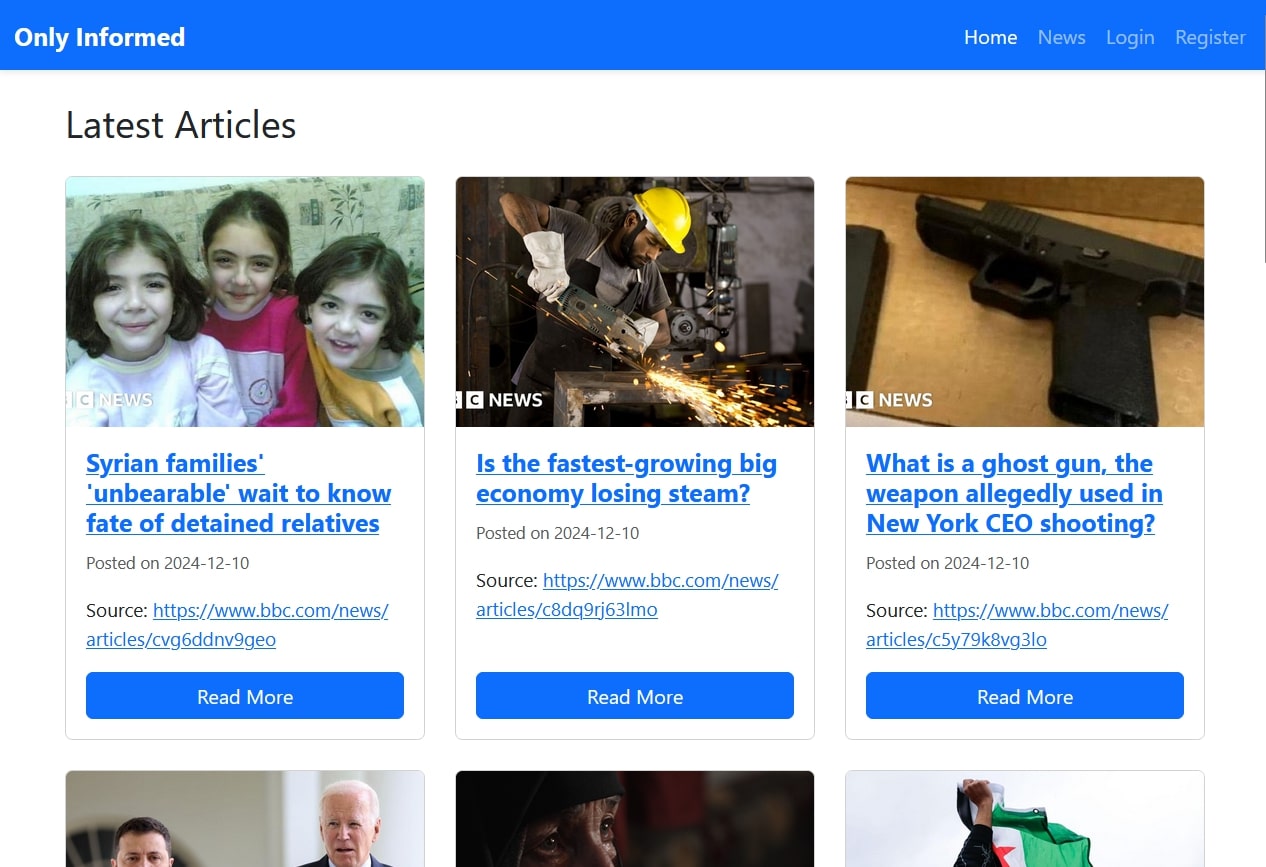 Only Informed
Home News Login Register
Latest Articles
C NEWS
C NEWS
C NEWS
Syrian families'
'unbearable' wait to know
fate of detained relatives
Posted on 2024-12-10
Source: https://www.bbc.com/news/
articles/cvg6ddnv9geo
Read More
Is the fastest-growing big
economy losing steam?
Posted on 2024-12-10
Source: https://www.bbc.com/news/
articles/c8dq9rj63lmo
Read More
What is a ghost gun, the
weapon allegedly used in
New York CEO shooting?
Posted on 2024-12-10
Source: https://www.bbc.com/news/
articles/c5y79k8vg3lo
Read More